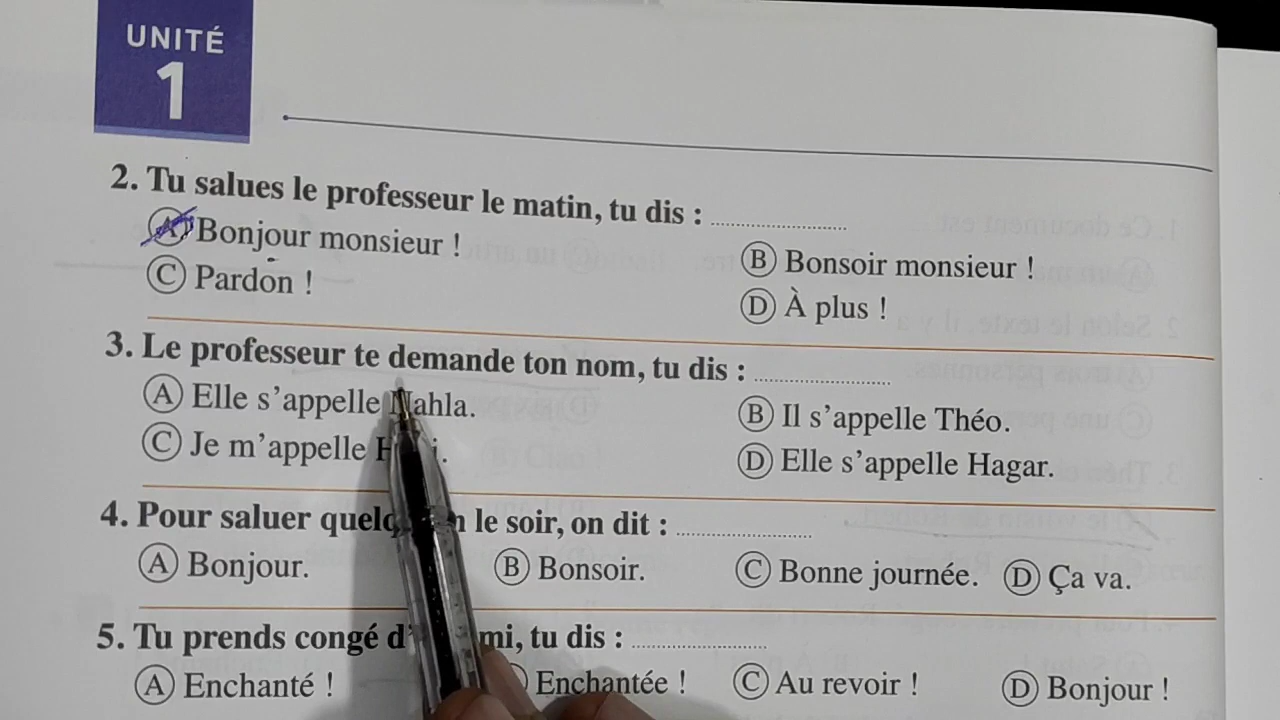 UNITÉ
1
2. Tu salues le professeur le matin, tu dis : ....................
A Bonjour monsieur !
B Bonsoir monsieur !
C Pardon !
D À plus !
3. Le professeur te demande ton nom, tu dis : ....................
A Elle s'appelle Nahla.
B Il s'appelle Théo.
C Je m'appelle
D Elle s'appelle Hagar.
4. Pour saluer le soir, on dit : ....................
A Bonjour.
B Bonsoir.
C Bonne journée.
D Ça va.
5. Tu prends congé tu dis : ....................
A Enchanté !
Enchantée !
C Au revoir !
D Bonjour !